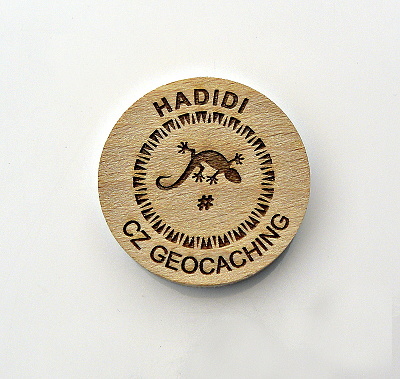 HADIDI
#
CZ GEOCACHING